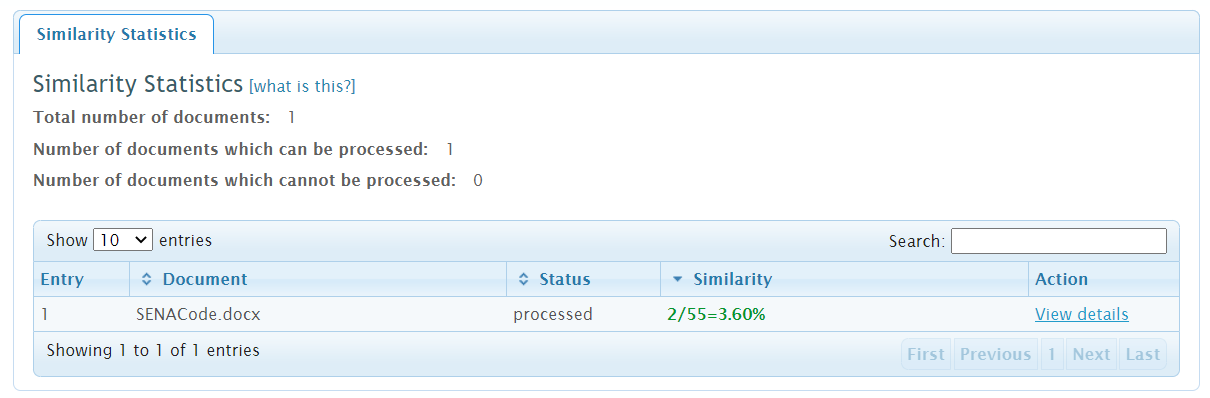 Similarity Statistics
Similarity Statistics [what is this?]
Total number of documents: 1
Number of documents which can be processed: 1
Number of documents which cannot be processed: 0
Show 10 entries Search:
Entry Document Status Similarity Action
1 SENACode.docx processed 2/55=3.60% View details
Showing 1 to 1 of 1 entries First Previous 1 Next Last